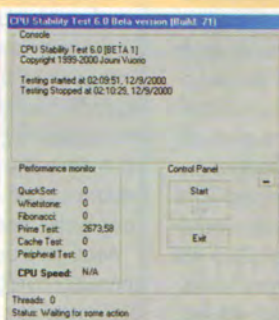 CPU Stability Test 6.0 Beta version (Build: 71)
Console
CPU Stability Test 6.0 [BETA 1]
Copyright 1999-2000 Jouni Vuorio
Testing started at 02:09:51, 12/9/2000
Testing Stopped at 02:10:29, 12/9/2000
Performance monitor
QuickSort: 0
Whetstone: 0
Fibonacci: 0
Prime Test: 2673,58
Cache Test: 0
Peripheral Test: 0
CPU Speed: N/A
Control Panel
Start
Exit
Threads: 0
Status: Waiting for some action